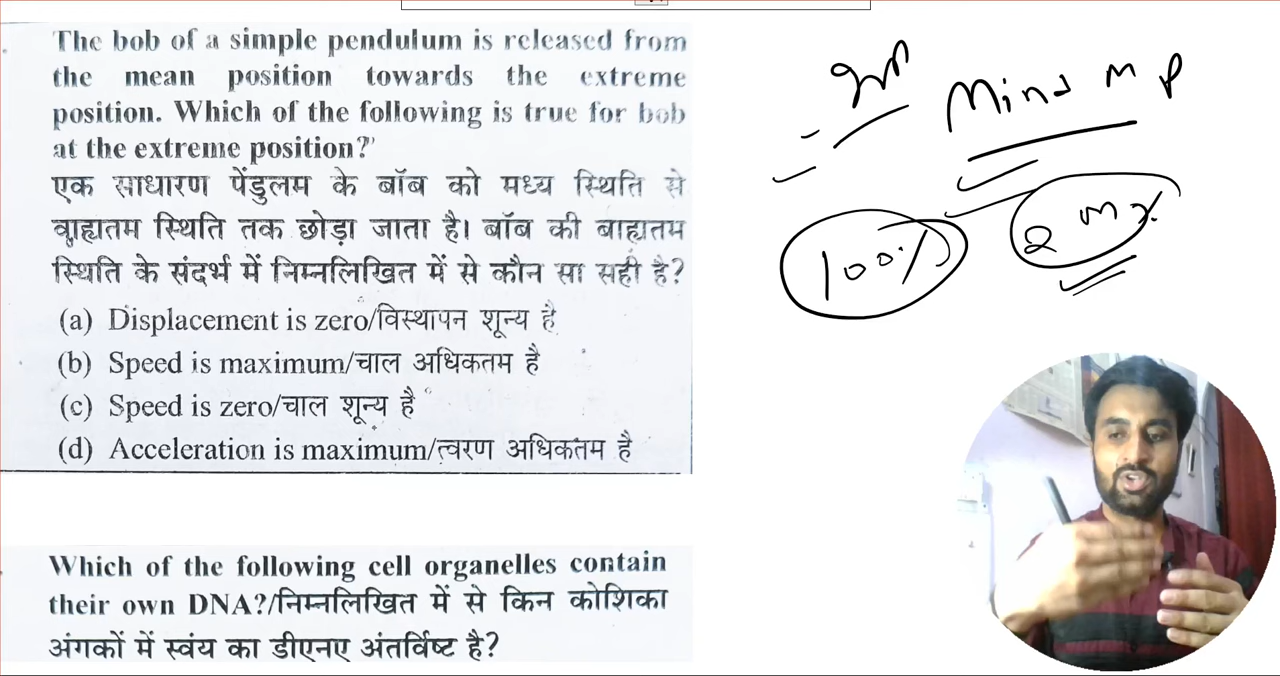 The bob of a simple pendulum is released from
the mean position towards the extreme
position. Which of the following is true for bob
at the extreme position?
एक साधारण पेंडुलम के बॉब को मध्य स्थिति से
वाह्यतम स्थिति तक छोड़ा जाता है। बॉब की बाह्यतम
स्थिति के संदर्भ में निम्नलिखित में से कौन सा सही है?
(a) Displacement is zero/विस्थापन शून्य है
(b) Speed is maximum/चाल अधिकतम है
(c) Speed is zero/चाल शून्य है
(d) Acceleration is maximum/त्वरण अधिकतम है
Which of the following cell organelles contain
their own DNA?/निम्नलिखित में से किन कोशिका
अंगकों में स्वंय का डीएनए अंतर्विष्ट है?
Mind M P
100%